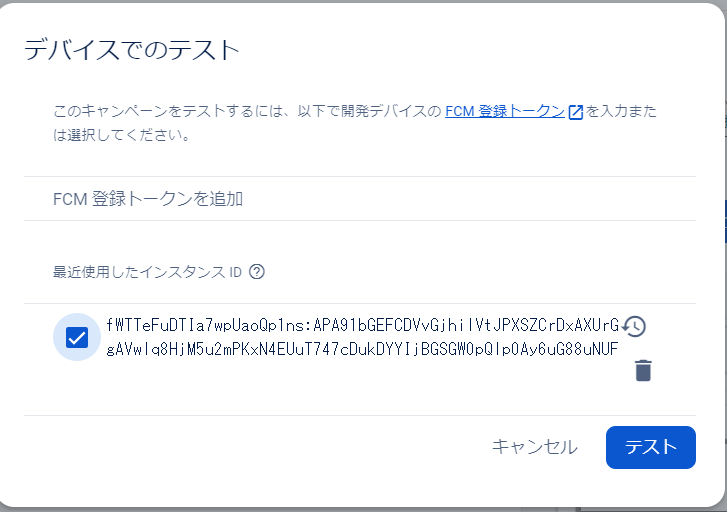 デバイスでのテスト
このキャンペーンをテストするには、以下で開発デバイスの FCM 登録トークン を入力また
は選択してください。
FCM 登録トークンを追加
最近使用したインスタンス ID
fWTTeFuDTIa7wpUaoQp1ns:APA91bGEFCDVvGjhilVtJPXSZCrDxAXUrG
gAVwIq8HjM5u2mPKxN4EUuT747cDukDYYIjBGSGW0pQIp0Ay6uG88uNUF
キャンセル
テスト